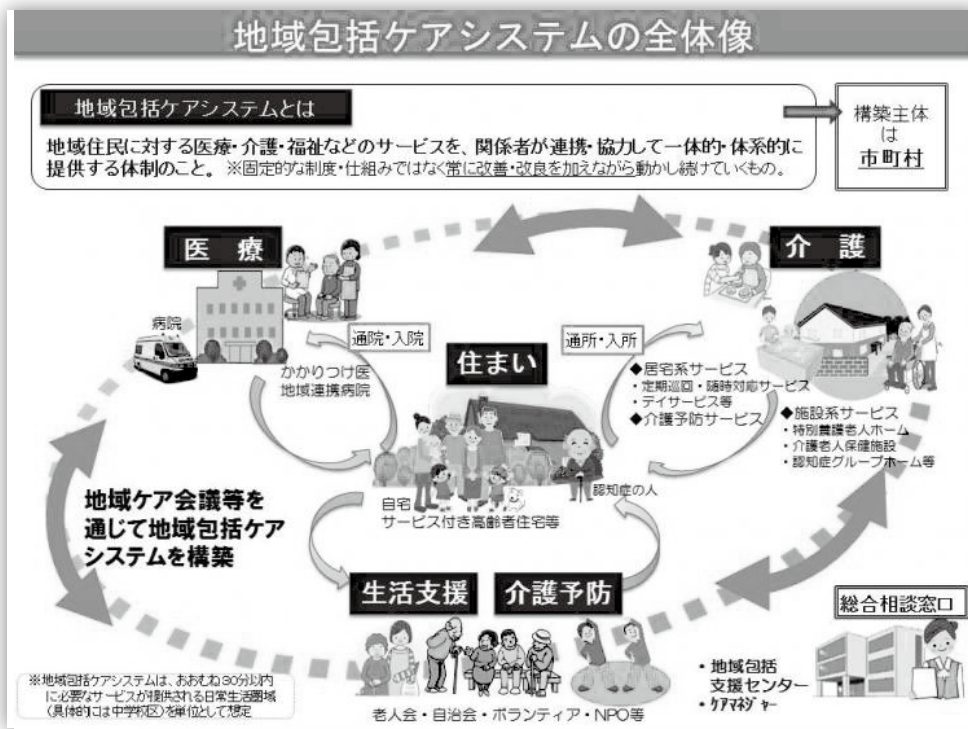 地域包括ケアシステムの全体像
地域包括ケアシステムとは
地域住民に対する医療・介護・福祉などのサービスを、関係者が連携・協力して一体的・体系的に
提供する体制のこと。※固定的な制度・仕組みではなく常に改善・改良を加えながら動かし続けていくもの。
構築主体
は
市町村
医 療
介 護
病院
通院・入院
通所・入所
かかりつけ医
地域連携病院
住まい
◆居宅系サービス
・定期巡回・随時対応サービス
・デイサービス等
◆介護予防サービス
◆施設系サービス
・特別養護老人ホーム
・介護老人保健施設
・認知症グループホーム等
自宅
サービス付き高齢者住宅等
認知症の人
地域ケア会議等を
通じて地域包括ケア
システムを構築
生活支援
介護予防
総合相談窓口
・地域包括
支援センター
・ケアマネジャー
※地域包括ケアシステムは、おおむね30分以内
に必要なサービスが提供される日常生活圏域
(具体的には中学校区)を単位として想定
老人会・自治会・ボランティア・NPO等